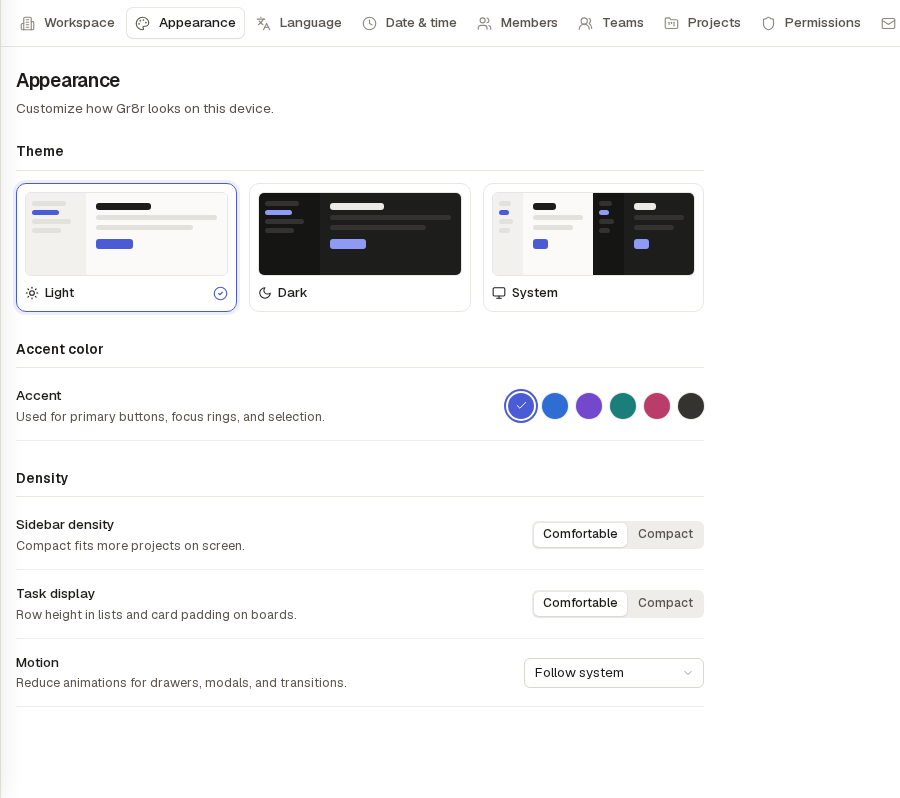 Workspace Appearance Language Date & time Members Teams Projects Permissions
Appearance
Customize how Gr8r looks on this device.
Theme
Light Dark System
Accent color
Accent
Used for primary buttons, focus rings, and selection.
Density
Sidebar density
Compact fits more projects on screen.
Comfortable Compact
Task display
Row height in lists and card padding on boards.
Comfortable Compact
Motion
Reduce animations for drawers, modals, and transitions.
Follow system